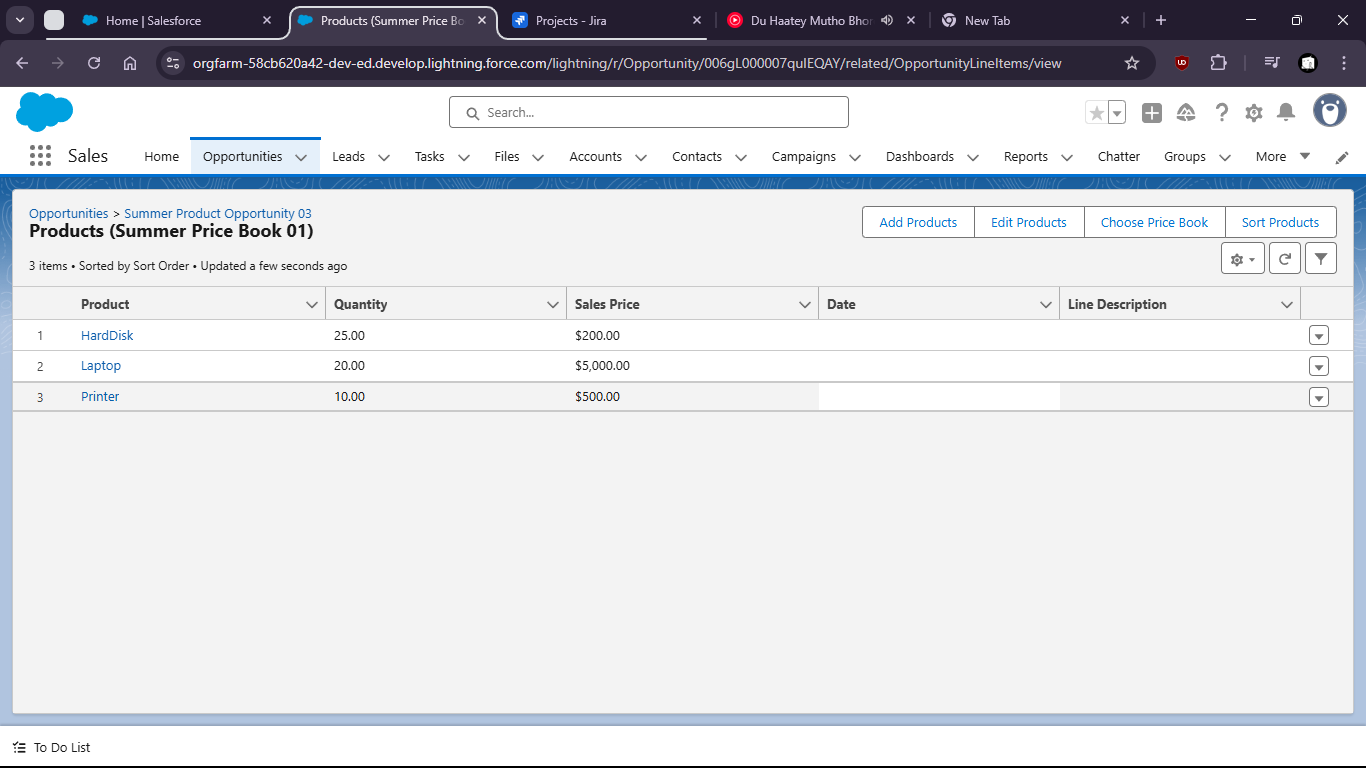 Home | Salesforce
Products (Summer Price Bo
Projects - Jira
Du Haatey Mutho Bhor
New Tab
orgfarm-58cb620a42-dev-ed.develop.lightning.force.com/lightning/r/Opportunity/006gL000007qulEQAY/related/OpportunityLineItems/view
UD
Search...
Sales Home Opportunities Leads Tasks Files Accounts Contacts Campaigns Dashboards Reports Chatter Groups More
Opportunities > Summer Product Opportunity 03
Products (Summer Price Book 01)
Add Products Edit Products Choose Price Book Sort Products
3 items • Sorted by Sort Order • Updated a few seconds ago
Product Quantity Sales Price Date Line Description
1 HardDisk 25.00 $200.00
2 Laptop 20.00 $5,000.00
3 Printer 10.00 $500.00
To Do List